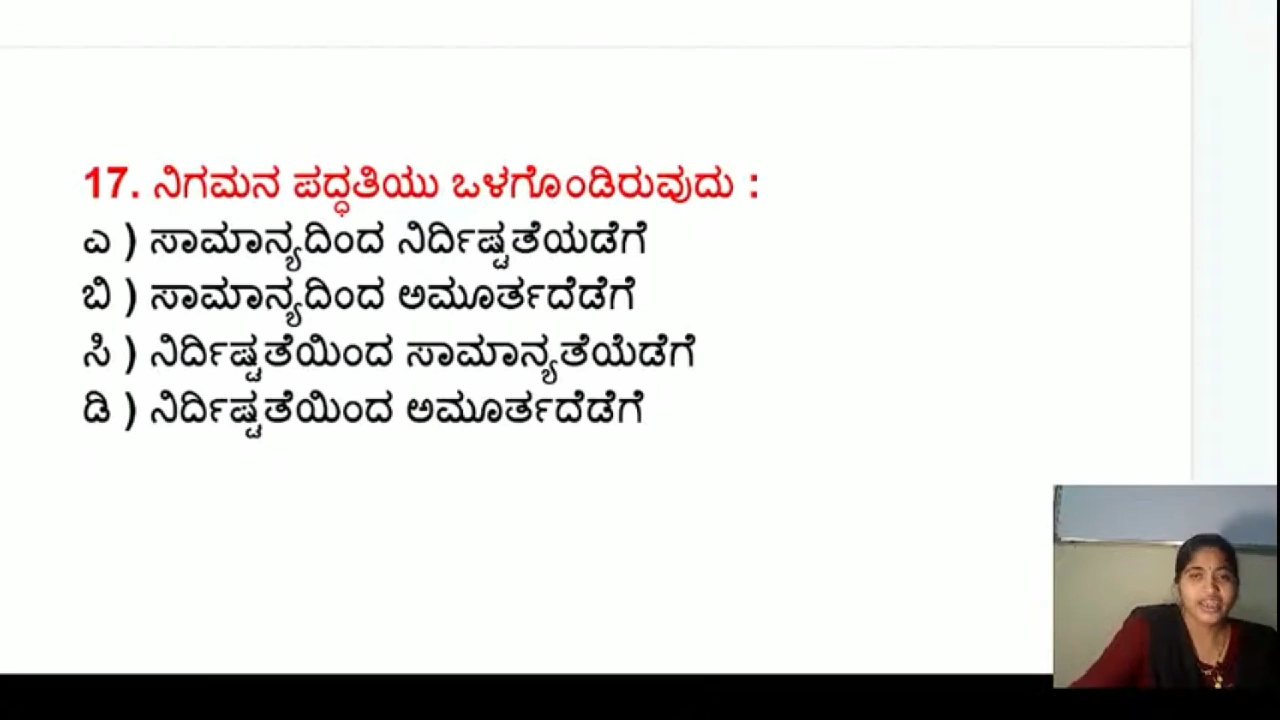 17. ನಿಗಮನ ಪದ್ಧತಿಯು ಒಳಗೊಂಡಿರುವುದು :
ಎ ) ಸಾಮಾನ್ಯದಿಂದ ನಿರ್ದಿಷ್ಟತೆಯಡೆಗೆ
ಬಿ ) ಸಾಮಾನ್ಯದಿಂದ ಅಮೂರ್ತದೆಡೆಗೆ
ಸಿ ) ನಿರ್ದಿಷ್ಟತೆಯಿಂದ ಸಾಮಾನ್ಯತೆಯೆಡೆಗೆ
ಡಿ ) ನಿರ್ದಿಷ್ಟತೆಯಿಂದ ಅಮೂರ್ತದೆಡೆಗೆ